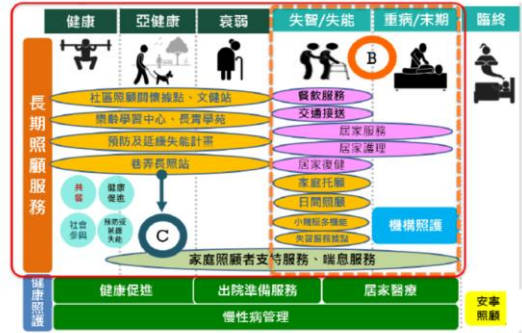 健康
亞健康
衰弱
失智/失能
重病/末期
臨終
B
長期照顧服務
社區照顧關懷據點、文健站
樂齡學習中心、長青學苑
預防及延緩失能計畫
巷弄長照站
共餐
健康促進
社會參與
預防或延緩失能
C
餐飲服務
交通接送
居家服務
居家護理
居家復健
家庭托顧
日間照顧
小規模多機能
失智服務據點
機構照護
家庭照顧者支持服務、喘息服務
健康照護
健康促進
出院準備服務
居家醫療
慢性病管理
安寧照顧